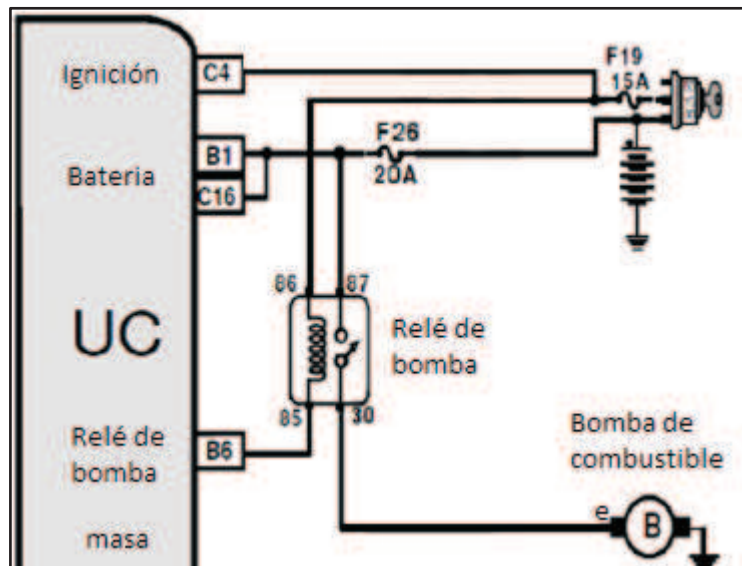 Ignición
C4
F19
15A
B1
F26
20A
Bateria
C16
86
87
UC
Relé de
bomba
85
30
Relé de
bomba
B6
Bomba de
combustible
e
B
masa